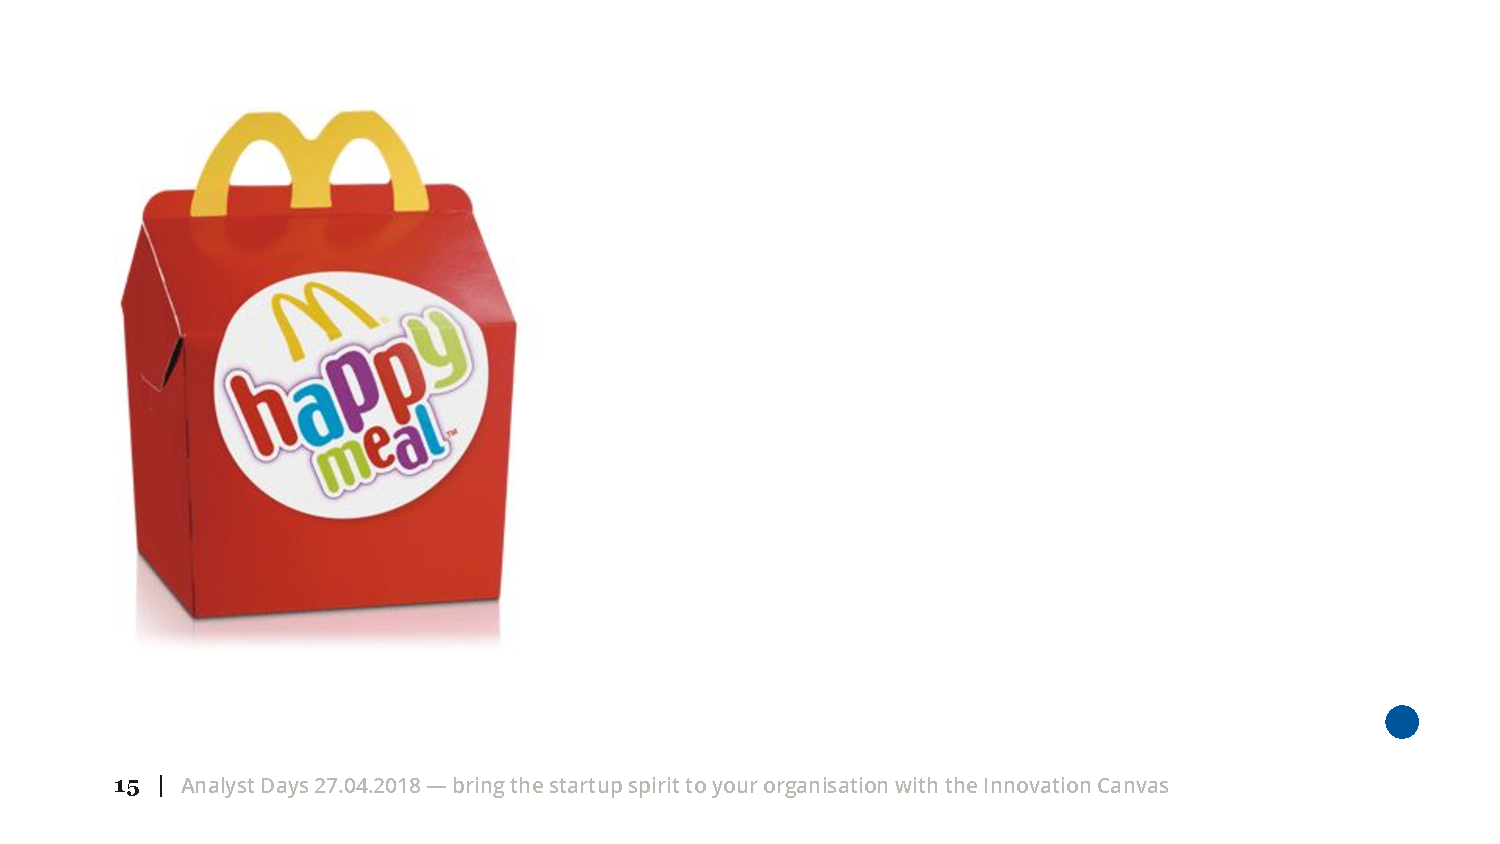 happy
meal™
15 | Analyst Days 27.04.2018 — bring the startup spirit to your organisation with the Innovation Canvas